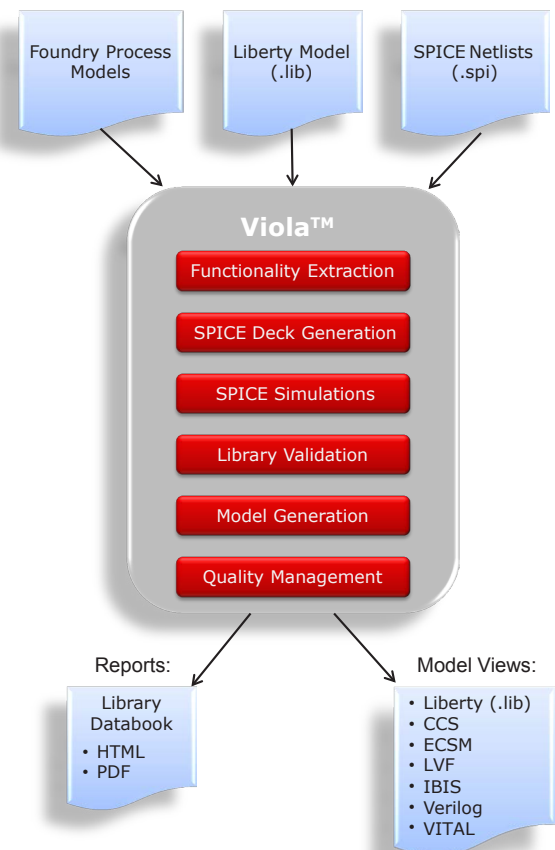 Foundry Process
Models
Liberty Model
(.lib)
SPICE Netlists
(.spi)
Viola™
Functionality Extraction
SPICE Deck Generation
SPICE Simulations
Library Validation
Model Generation
Quality Management
Reports:
Library
Databook
• HTML
• PDF
Model Views:
• Liberty (.lib)
• CCS
• ECSM
• LVF
• IBIS
• Verilog
• VITAL